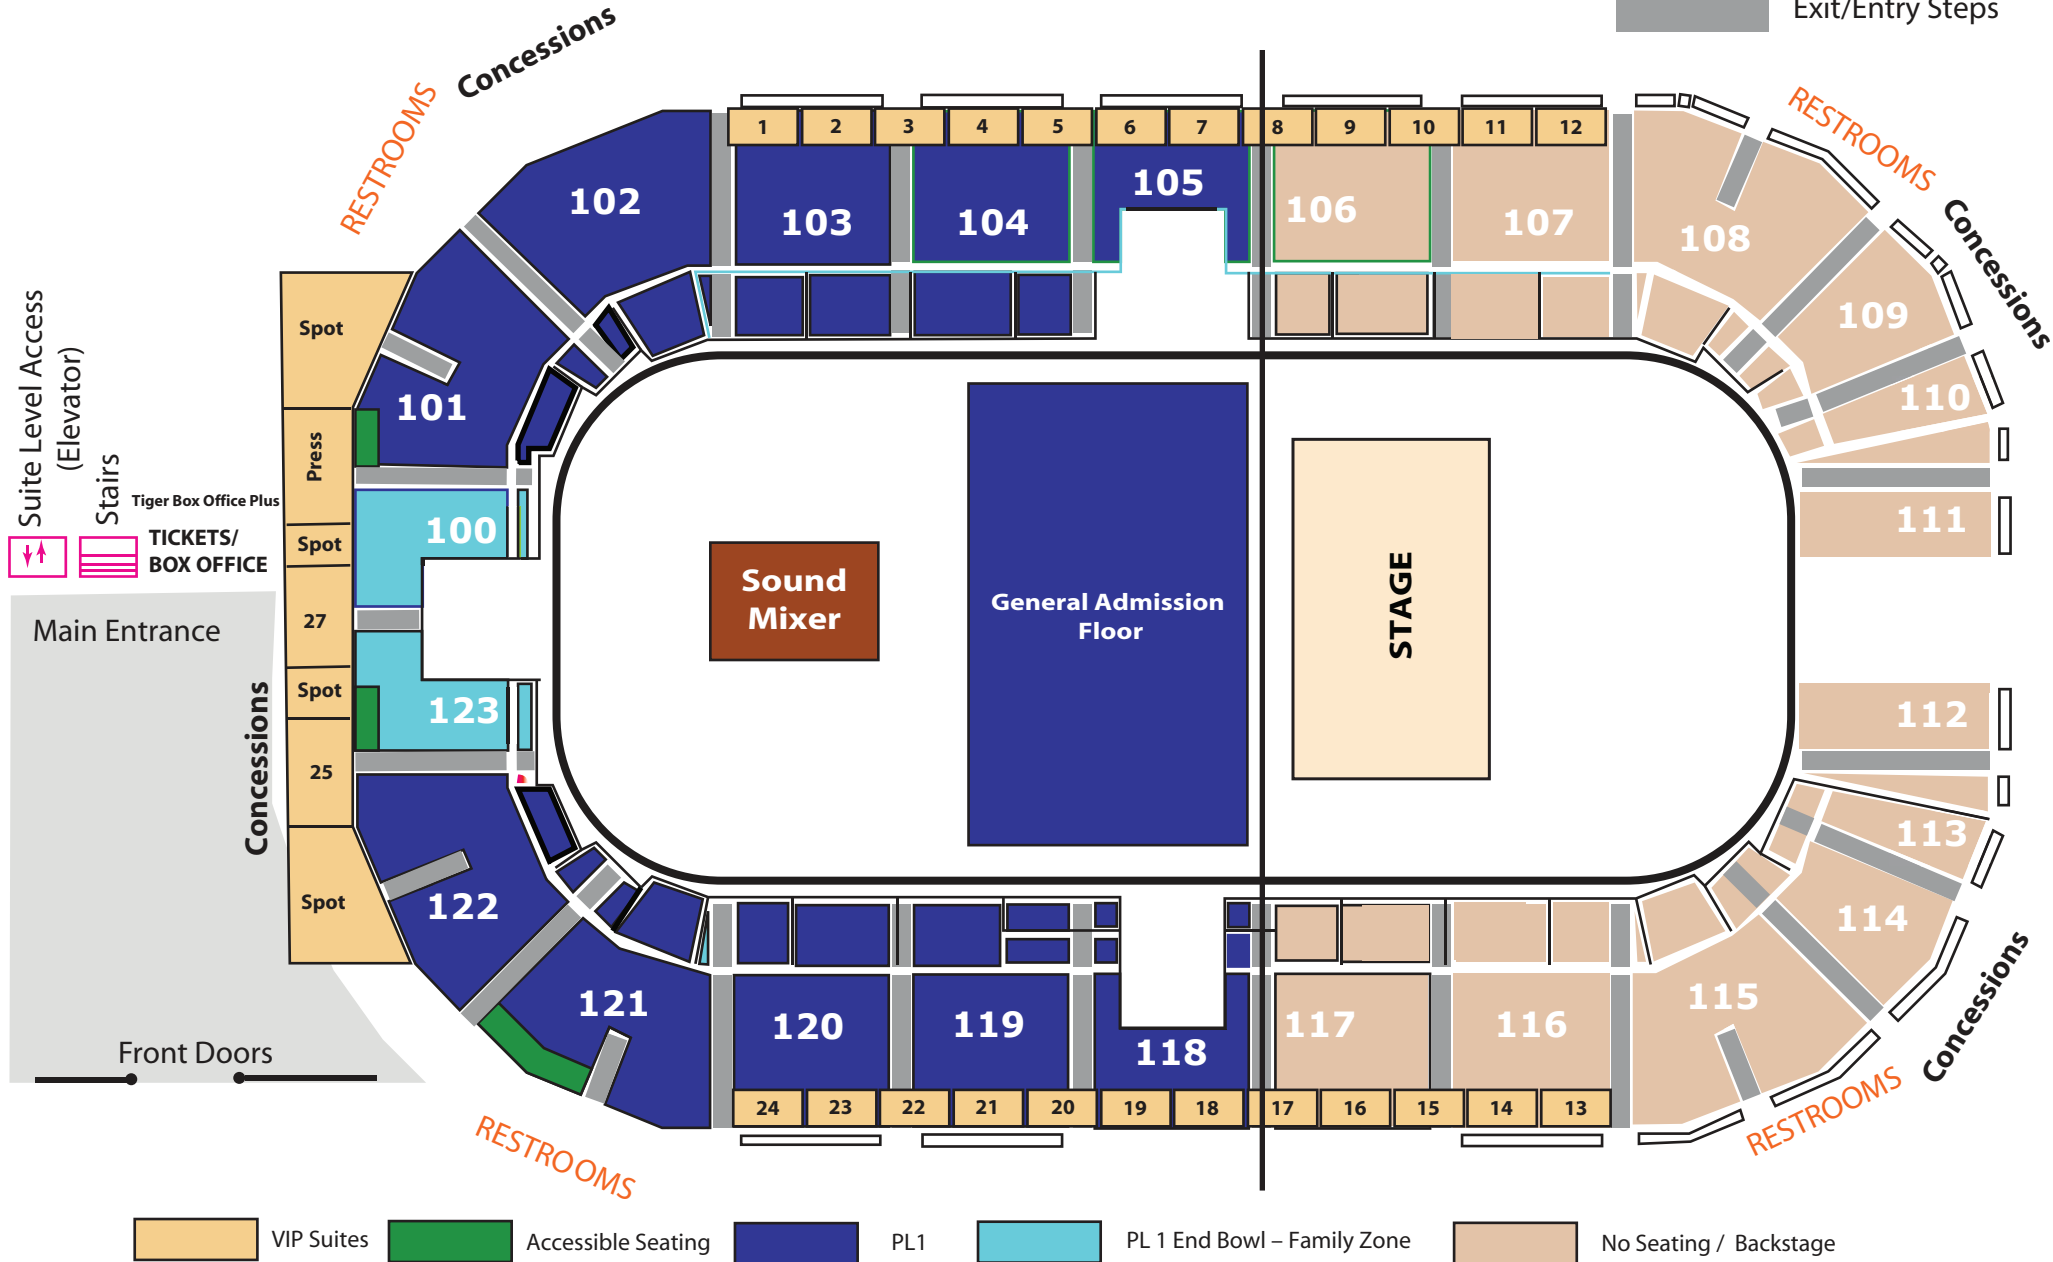 Exit/Entry Steps
Concessions
RESTROOMS
RESTROOMS
Concessions
1 2 3 4 5 6 7 8 9 10 11 12
102
103
104
105
106
107
108
109
110
101
111
100
Spot
Press
Spot
27
Spot
25
Spot
Suite Level Access
(Elevator)
Stairs
Tiger Box Office Plus
TICKETS/
BOX OFFICE
Main Entrance
Concessions
Front Doors
Sound
Mixer
General Admission
Floor
STAGE
123
112
113
122
114
121
120
119
118
117
116
115
24 23 22 21 20 19 18 17 16 15 14 13
Concessions
RESTROOMS
RESTROOMS
VIP Suites
Accessible Seating
PL1
PL 1 End Bowl – Family Zone
No Seating / Backstage